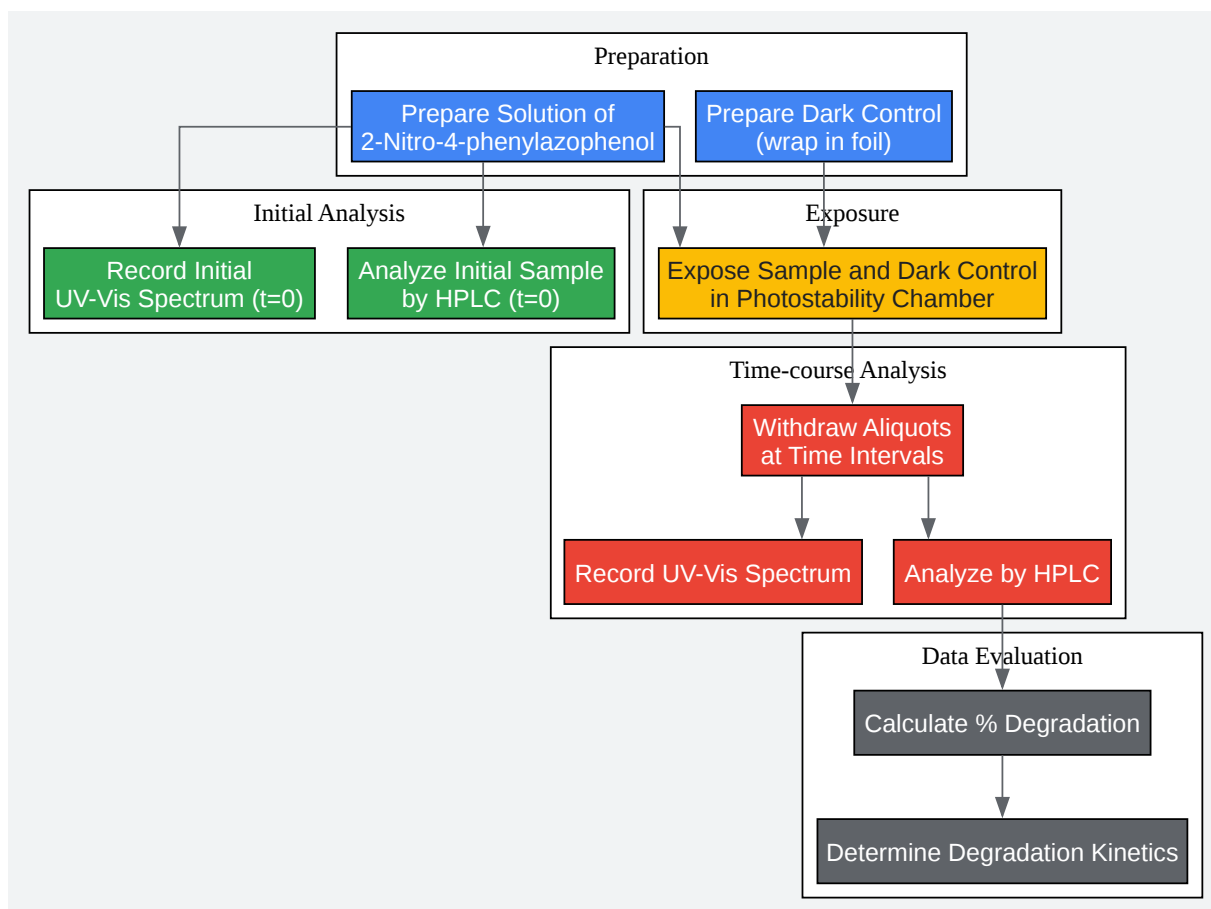 Preparation
Prepare Solution of
2-Nitro-4-phenylazophenol
Prepare Dark Control
(wrap in foil)
Initial Analysis
Record Initial
UV-Vis Spectrum (t=0)
Analyze Initial Sample
by HPLC (t=0)
Exposure
Expose Sample and Dark Control
in Photostability Chamber
Time-course Analysis
Withdraw Aliquots
at Time Intervals
Record UV-Vis Spectrum
Analyze by HPLC
Data Evaluation
Calculate % Degradation
Determine Degradation Kinetics